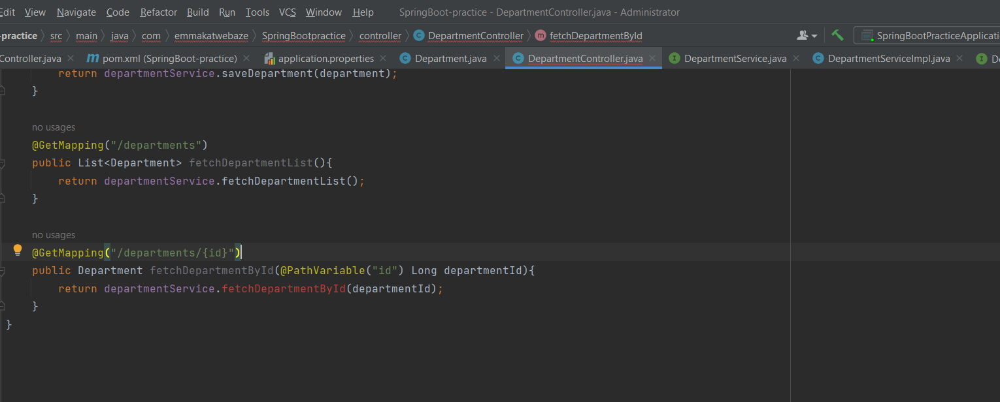 Edit View Navigate Code Refactor Build Run Tools VCS Window Help SpringBoot-practice - DepartmentController.java - Administrator
-practice src main java com emmakatwebaze SpringBootpractice controller C DepartmentController m fetchDepartmentById SpringBootPracticeApplicati
Controller.java m pom.xml (SpringBoot-practice) application.properties C Department.java C DepartmentController.java I DepartmentService.java C DepartmentServiceImpl.java I De
return departmentService.saveDepartment(department);
}
no usages
@GetMapping("/departments")
public List<Department> fetchDepartmentList(){
return departmentService.fetchDepartmentList();
}
no usages
@GetMapping("/departments/{id}")
public Department fetchDepartmentById(@PathVariable("id") Long departmentId){
return departmentService.fetchDepartmentById(departmentId);
}
}